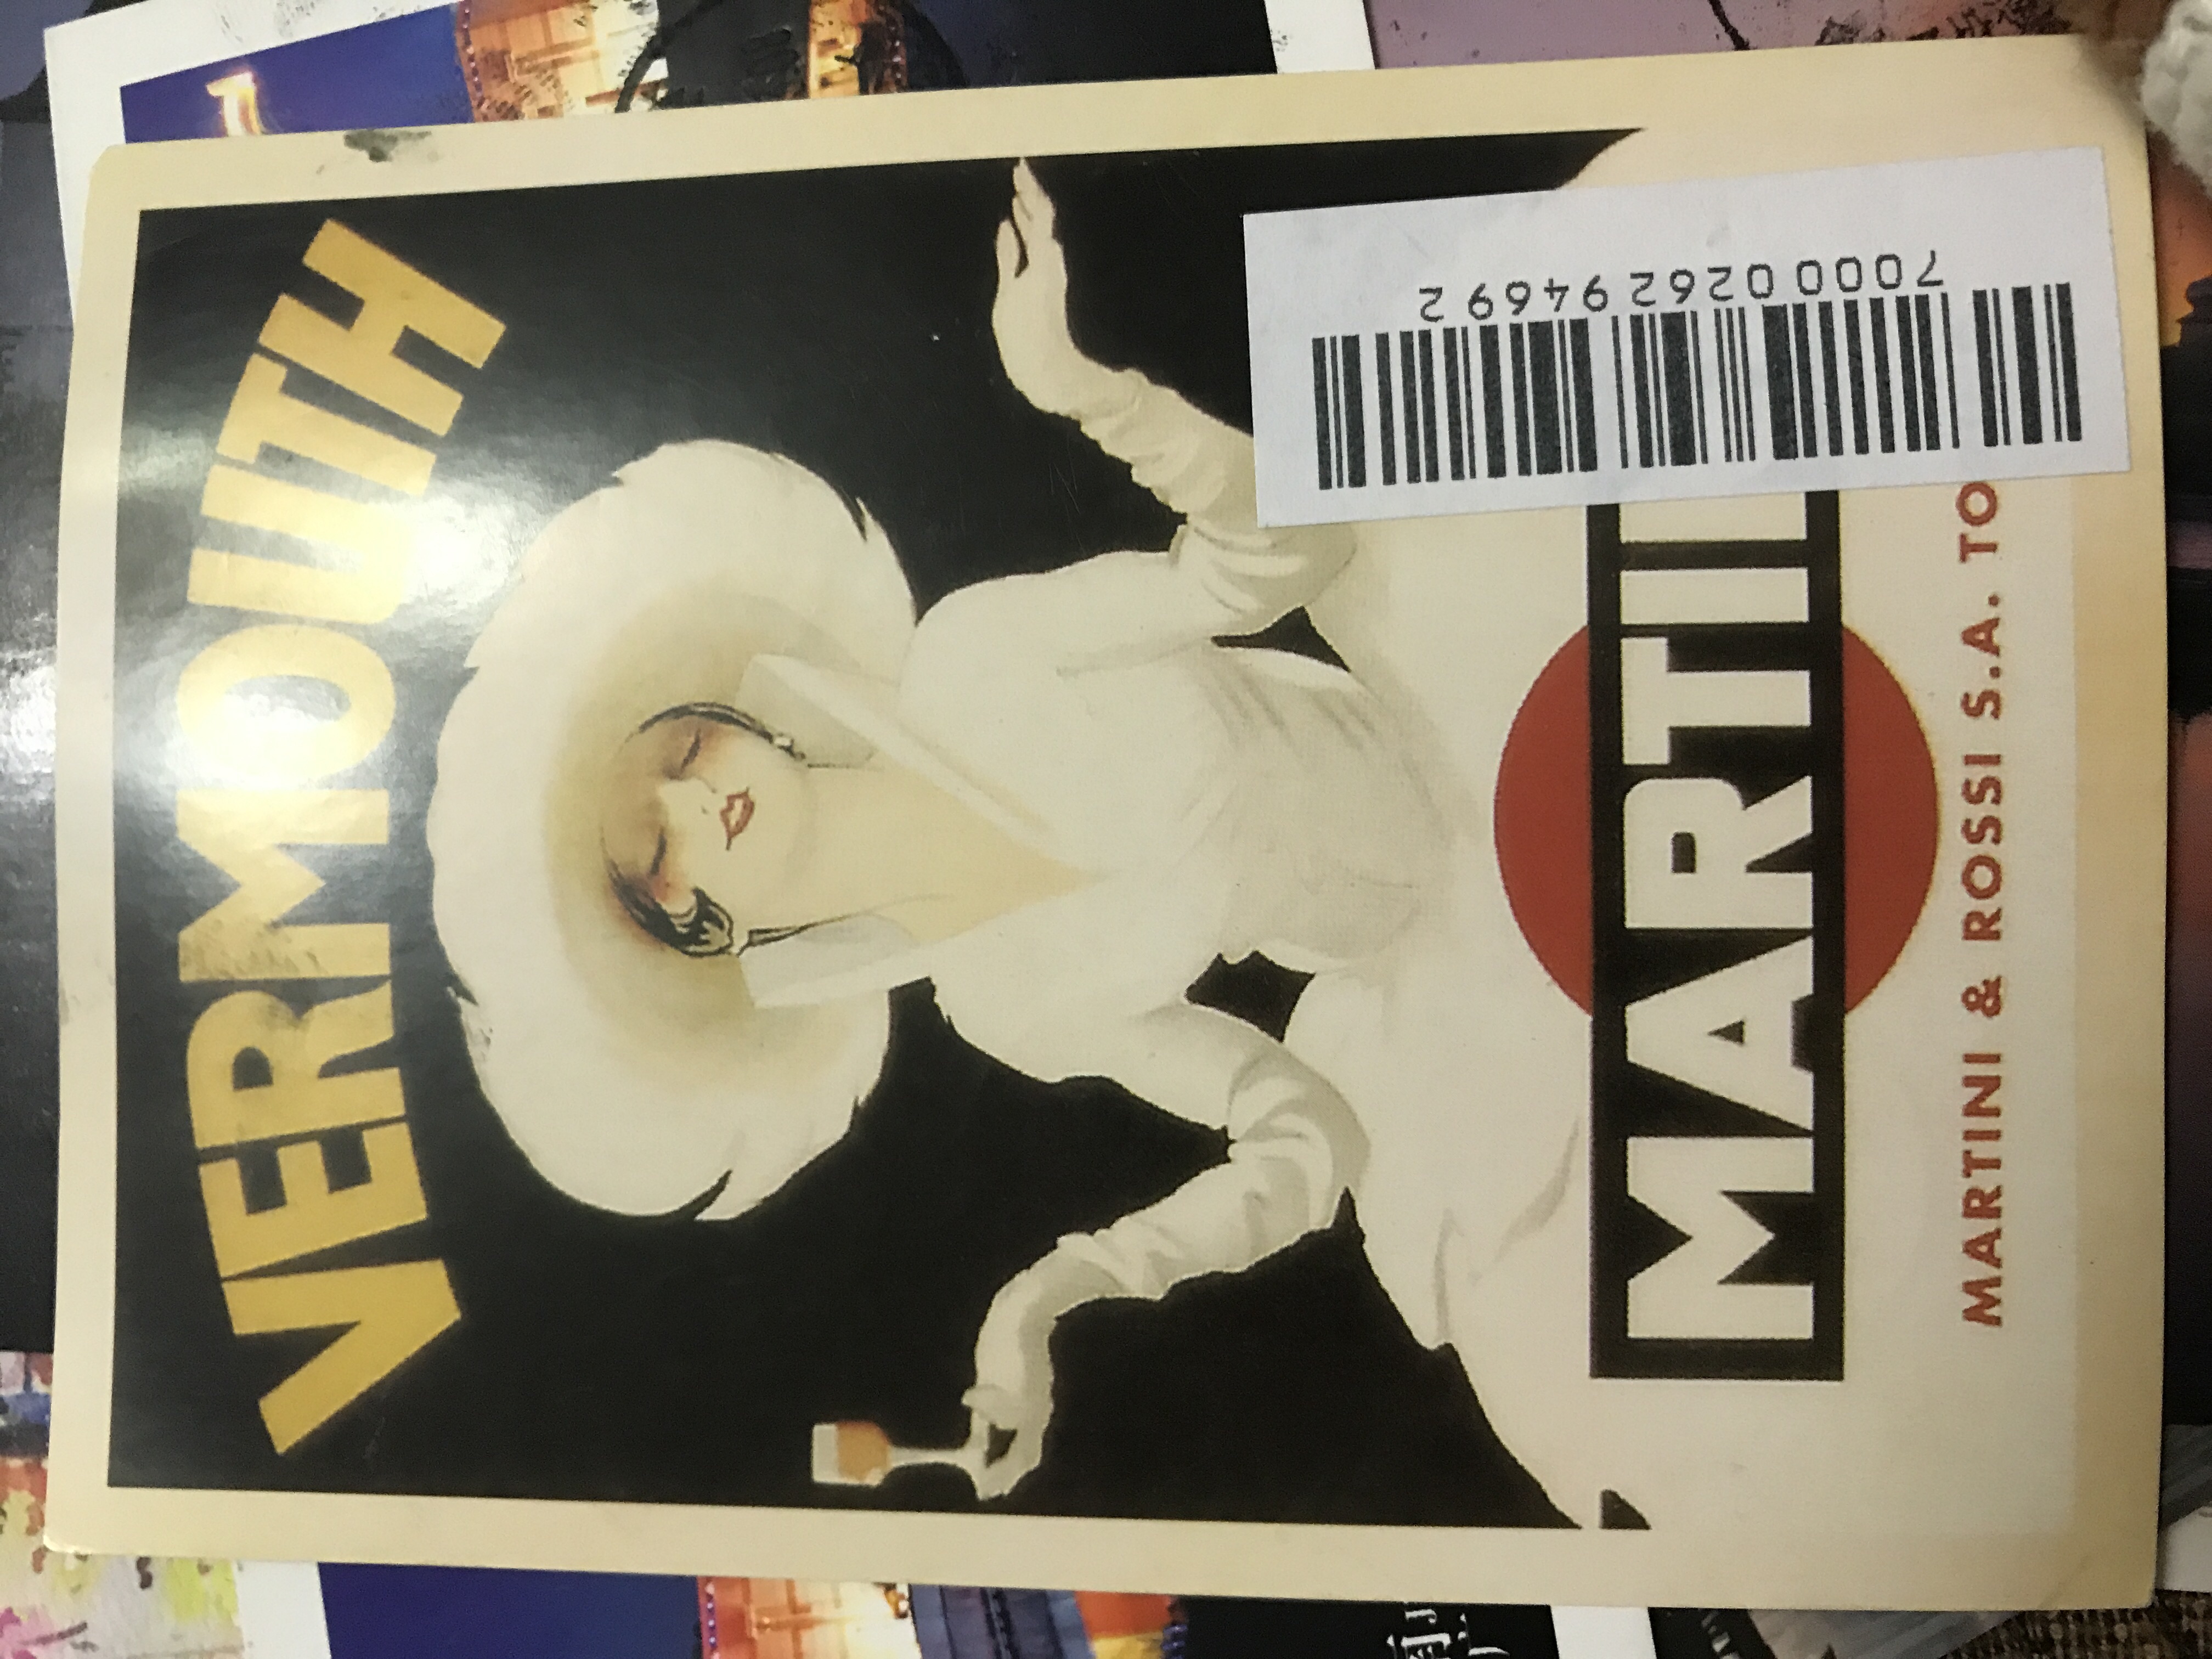 VERMOUTH
7000 0262 9469 2
MARTI
MARTINI & ROSSI S.A. TO